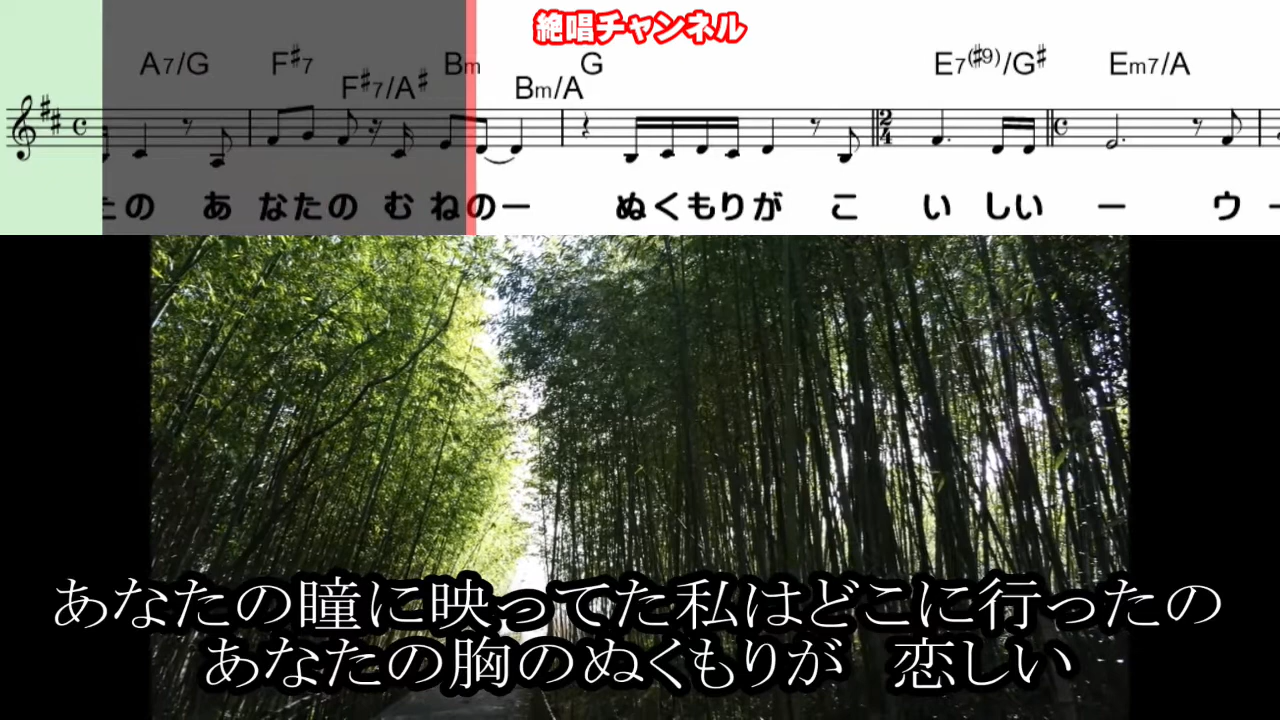 絶唱チャンネル
A7/G F♯7 F♯7/A♯ Bm Bm/A G E7(♯9)/G♯ Em7/A
たの あ なたの む ねのー ぬくもりが こ い しい ー ウ ー
あなたの瞳に映ってた私はどこに行ったの
あなたの胸のぬくもりが 恋しい